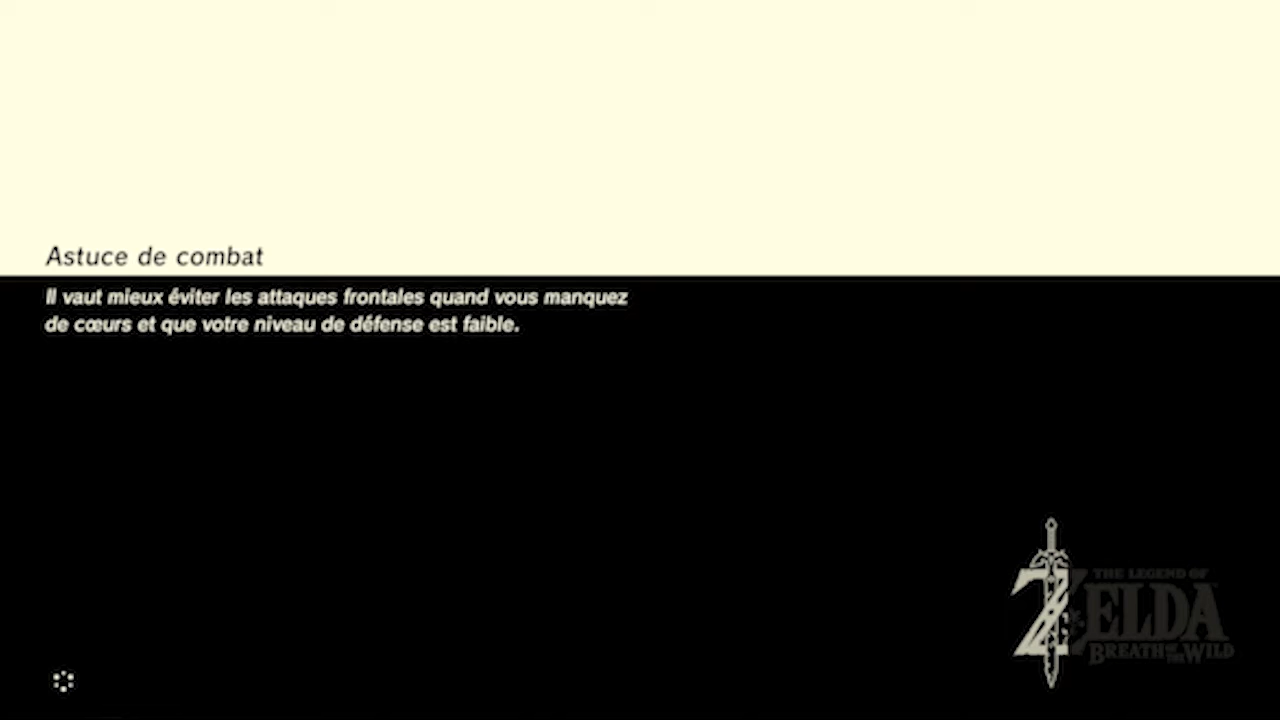 Astuce de combat
Il vaut mieux éviter les attaques frontales quand vous manquez
de cœurs et que votre niveau de défense est faible.
THE LEGEND OF
ZELDA
BREATH OF THE WILD